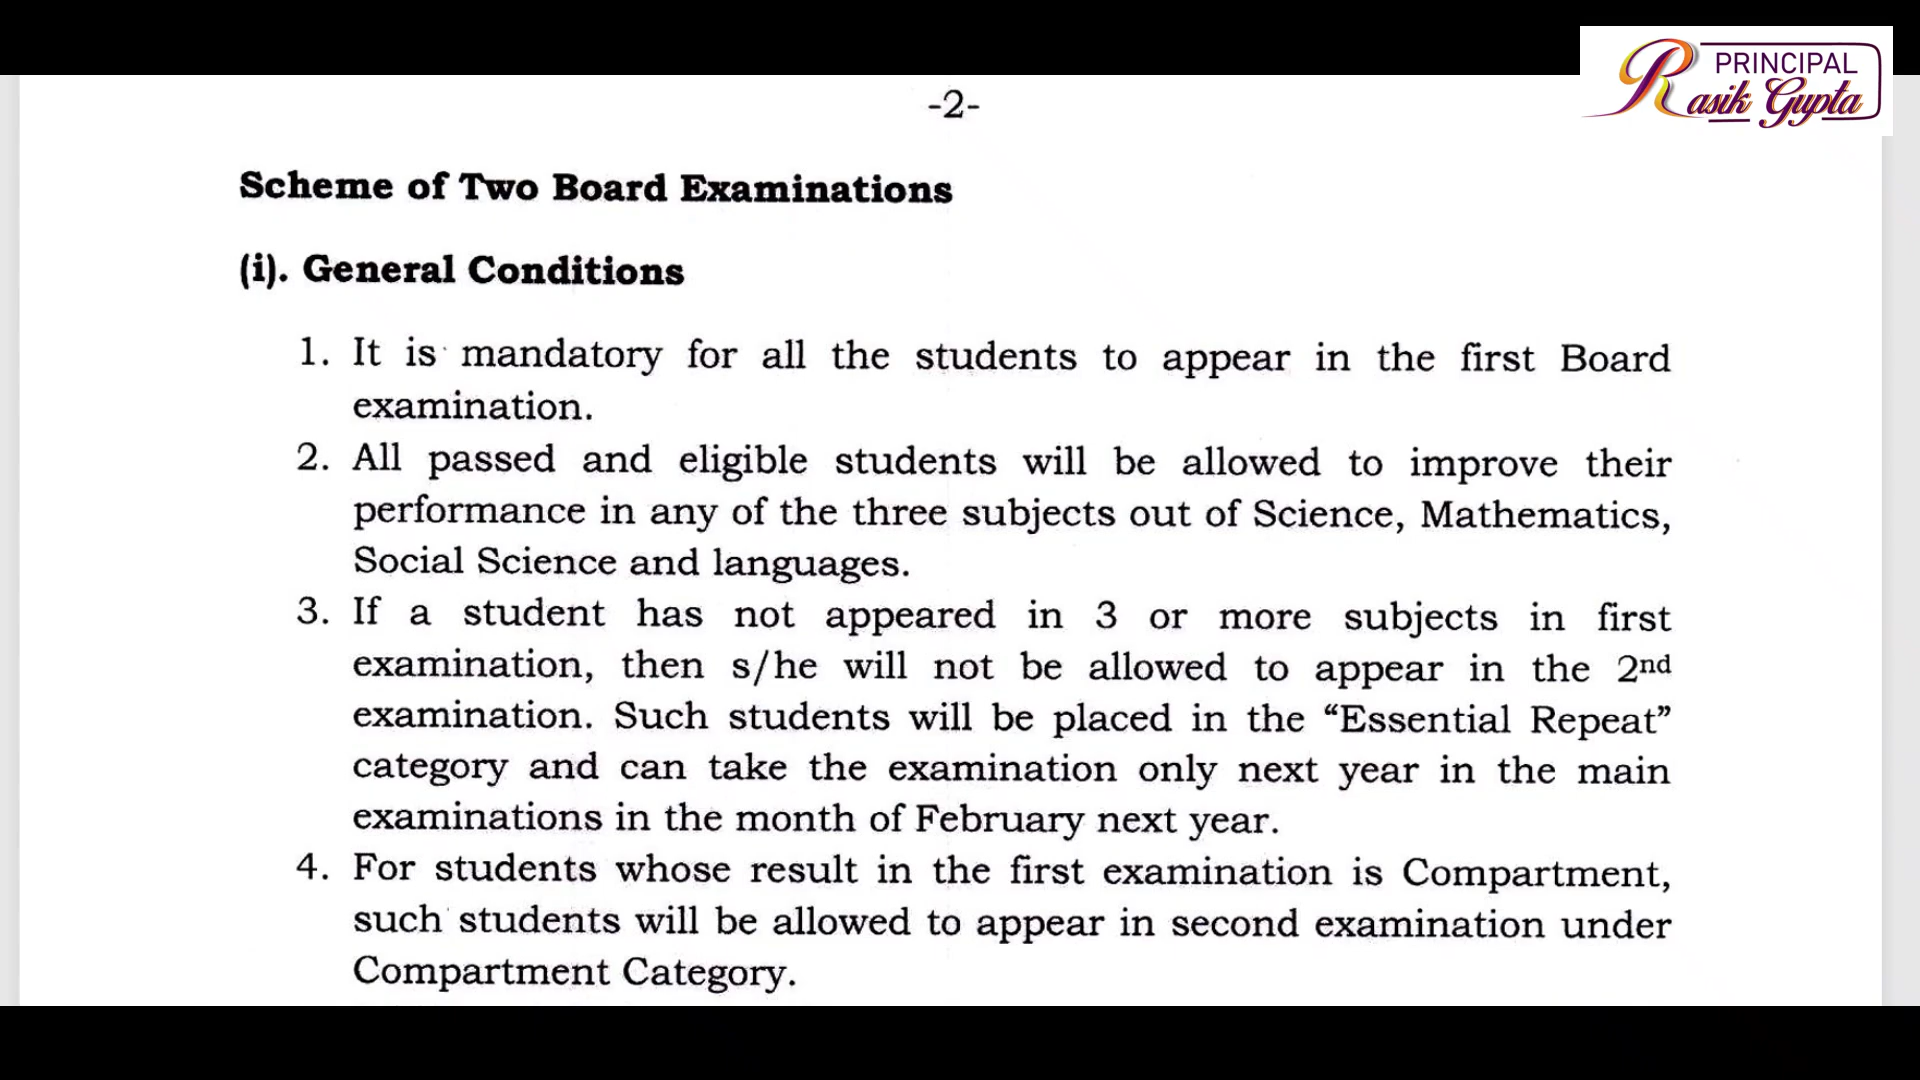 PRINCIPAL
Rasik Gupta
-2-
Scheme of Two Board Examinations
(i). General Conditions
1. It is mandatory for all the students to appear in the first Board
examination.
2. All passed and eligible students will be allowed to improve their
performance in any of the three subjects out of Science, Mathematics,
Social Science and languages.
3. If a student has not appeared in 3 or more subjects in first
examination, then s/he will not be allowed to appear in the 2nd
examination. Such students will be placed in the “Essential Repeat”
category and can take the examination only next year in the main
examinations in the month of February next year.
4. For students whose result in the first examination is Compartment,
such students will be allowed to appear in second examination under
Compartment Category.